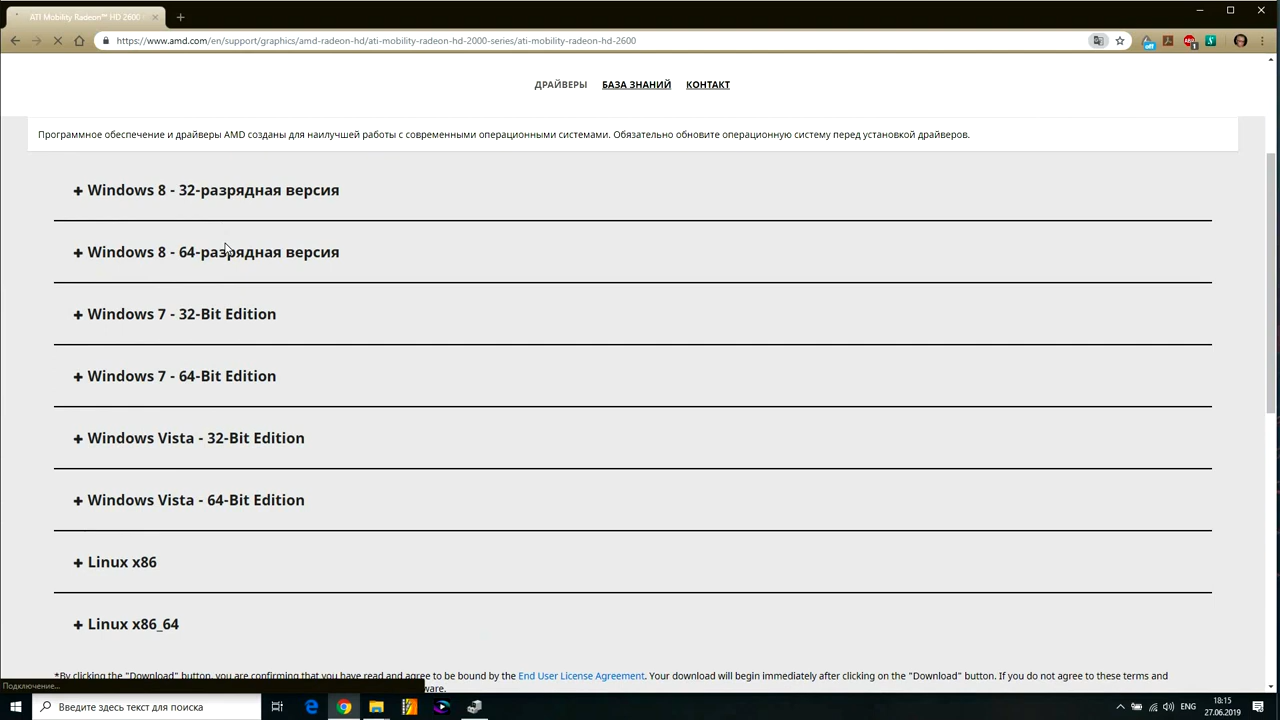 ATI Mobility Radeon™ HD 2600
https://www.amd.com/en/support/graphics/amd-radeon-hd/ati-mobility-radeon-hd-2000-series/ati-mobility-radeon-hd-2600
ДРАЙВЕРЫ БАЗА ЗНАНИЙ КОНТАКТ
Программное обеспечение и драйверы AMD созданы для наилучшей работы с современными операционными системами. Обязательно обновите операционную систему перед установкой драйверов.
+ Windows 8 - 32-разрядная версия
+ Windows 8 - 64-разрядная версия
+ Windows 7 - 32-Bit Edition
+ Windows 7 - 64-Bit Edition
+ Windows Vista - 32-Bit Edition
+ Windows Vista - 64-Bit Edition
+ Linux x86
+ Linux x86_64
*By clicking the "Download" button, you are confirming that you have read and agree to be bound by the End User License Agreement. Your download will begin immediately after clicking on the "Download" button. If you do not agree to these terms and
Подключение...
Введите здесь текст для поиска
ENG
18:15
27.06.2019